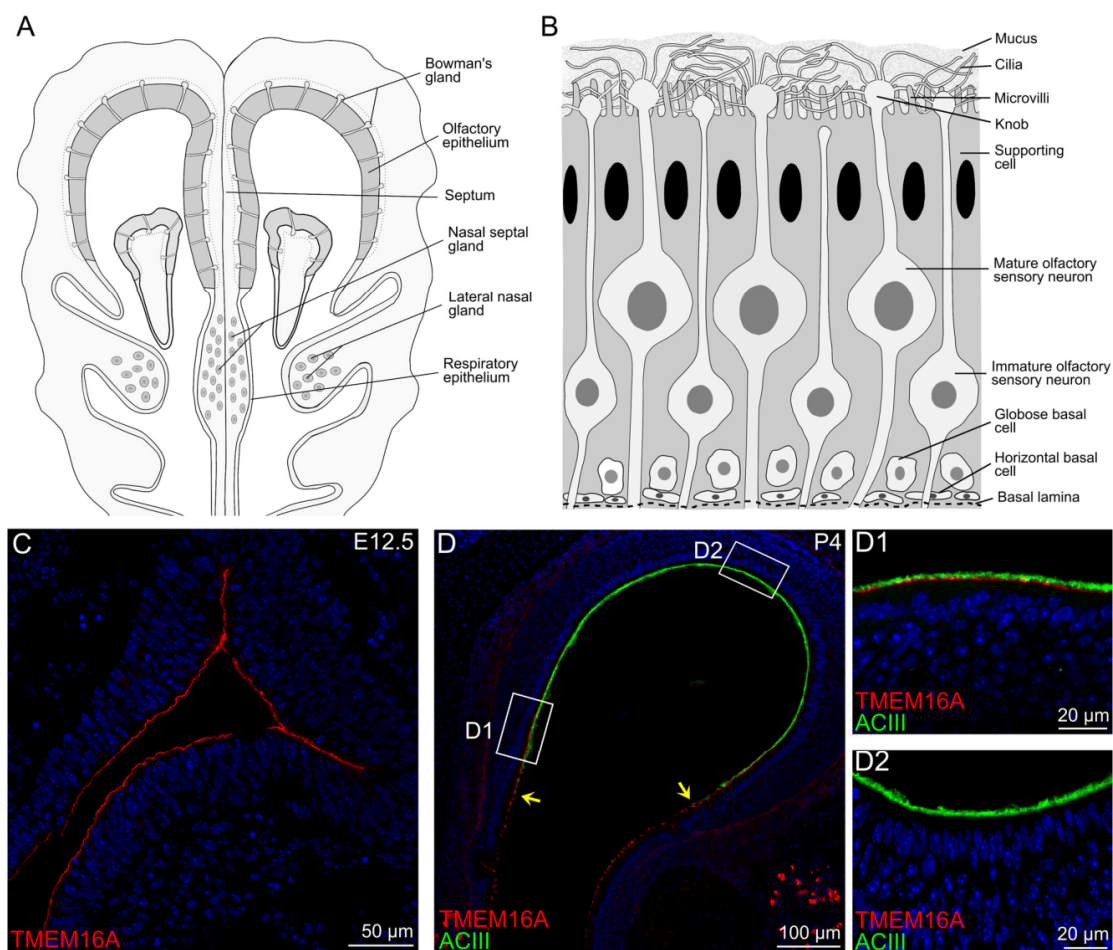 A
Bowman's
gland
Olfactory
epithelium
Septum
Nasal septal
gland
Lateral nasal
gland
Respiratory
epithelium
B
Mucus
Cilia
Microvilli
Knob
Supporting
cell
Mature olfactory
sensory neuron
Immature olfactory
sensory neuron
Globose basal
cell
Horizontal basal
cell
Basal lamina
C
E12.5
TMEM16A
50 µm
D
P4
D2
D1
TMEM16A
ACIII
100 µm
D1
TMEM16A
ACIII
20 µm
D2
TMEM16A
ACIII
20 µm